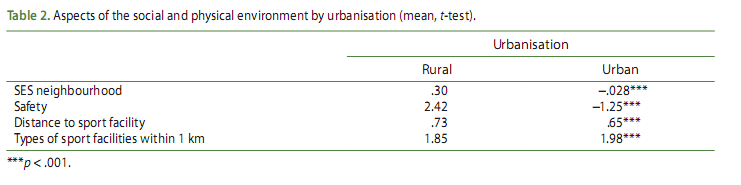 Table 2. Aspects of the social and physical environment by urbanisation (mean, t-test).
Urbanisation
Rural Urban
SES neighbourhood .30 –.028***
Safety 2.42 –1.25***
Distance to sport facility .73 .65***
Types of sport facilities within 1 km 1.85 1.98***
***p < .001.